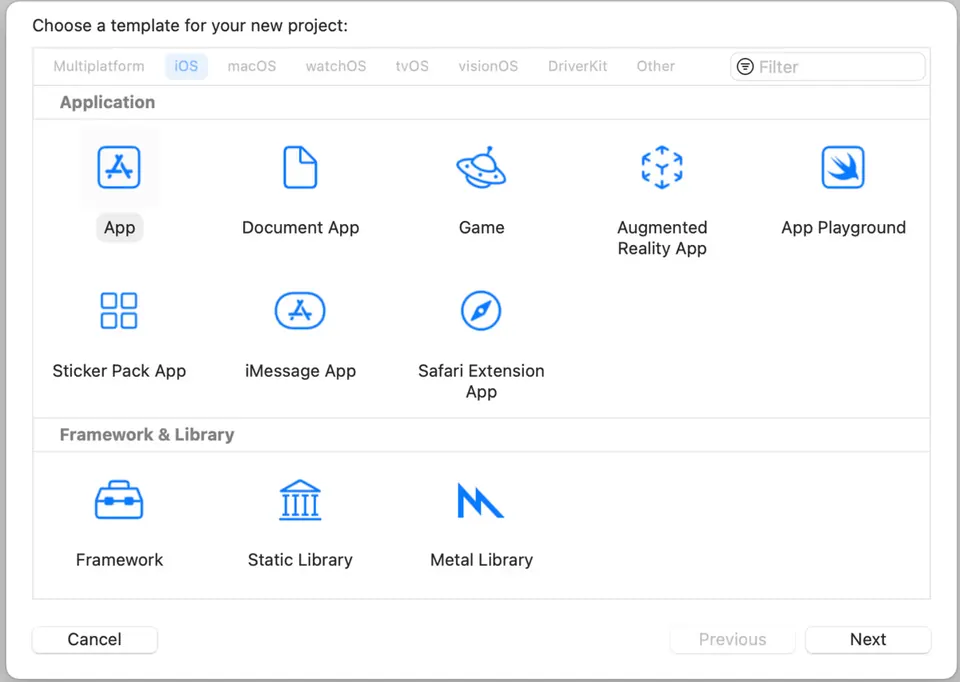 Choose a template for your new project:
Multiplatform iOS macOS watchOS tvOS visionOS DriverKit Other Filter
Application
App Document App Game Augmented Reality App App Playground
Sticker Pack App iMessage App Safari Extension App
Framework & Library
Framework Static Library Metal Library
Cancel Previous Next